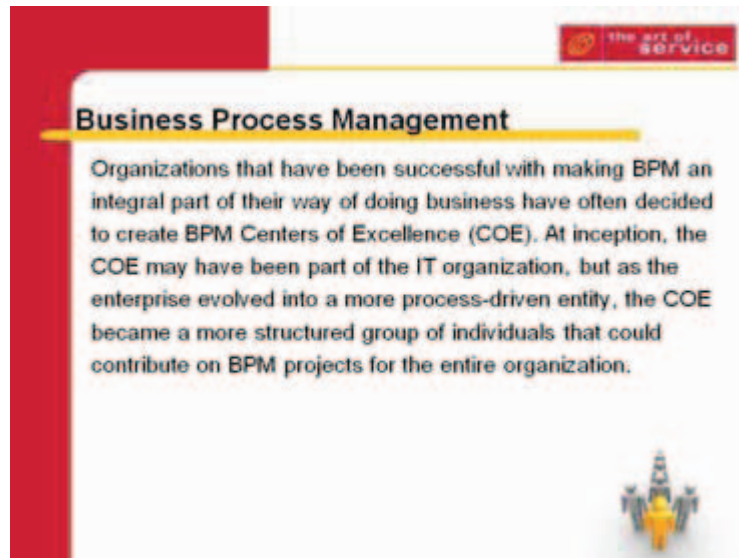 the art of
service
Business Process Management
Organizations that have been successful with making BPM an
integral part of their way of doing business have often decided
to create BPM Centers of Excellence (COE). At inception, the
COE may have been part of the IT organization, but as the
enterprise evolved into a more process-driven entity, the COE
became a more structured group of individuals that could
contribute on BPM projects for the entire organization.